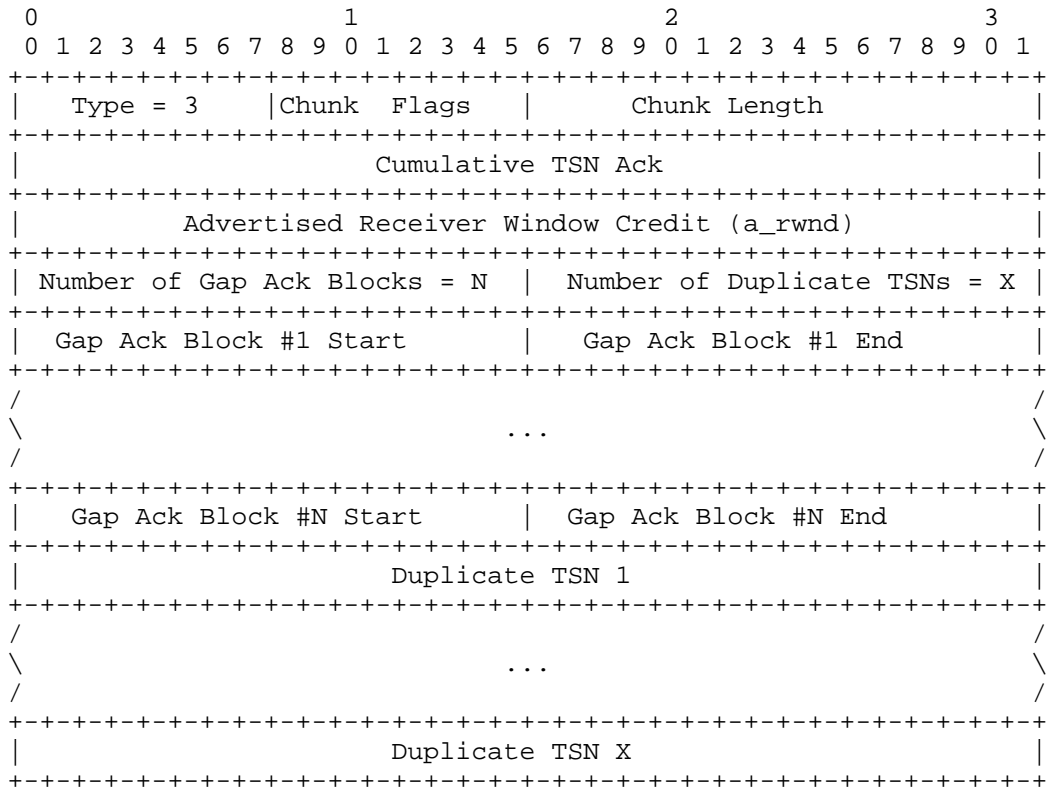 0                   1                   2                   3
 0 1 2 3 4 5 6 7 8 9 0 1 2 3 4 5 6 7 8 9 0 1 2 3 4 5 6 7 8 9 0 1
+-+-+-+-+-+-+-+-+-+-+-+-+-+-+-+-+-+-+-+-+-+-+-+-+-+-+-+-+-+-+-+-+
|   Type = 3    |Chunk  Flags   |      Chunk Length             |
+-+-+-+-+-+-+-+-+-+-+-+-+-+-+-+-+-+-+-+-+-+-+-+-+-+-+-+-+-+-+-+-+
|                      Cumulative TSN Ack                       |
+-+-+-+-+-+-+-+-+-+-+-+-+-+-+-+-+-+-+-+-+-+-+-+-+-+-+-+-+-+-+-+-+
|          Advertised Receiver Window Credit (a_rwnd)           |
+-+-+-+-+-+-+-+-+-+-+-+-+-+-+-+-+-+-+-+-+-+-+-+-+-+-+-+-+-+-+-+-+
| Number of Gap Ack Blocks = N  |  Number of Duplicate TSNs = X |
+-+-+-+-+-+-+-+-+-+-+-+-+-+-+-+-+-+-+-+-+-+-+-+-+-+-+-+-+-+-+-+-+
|  Gap Ack Block #1 Start       |   Gap Ack Block #1 End        |
+-+-+-+-+-+-+-+-+-+-+-+-+-+-+-+-+-+-+-+-+-+-+-+-+-+-+-+-+-+-+-+-+
/                                                               /
\                              ...                              \
/                                                               /
+-+-+-+-+-+-+-+-+-+-+-+-+-+-+-+-+-+-+-+-+-+-+-+-+-+-+-+-+-+-+-+-+
|   Gap Ack Block #N Start      |  Gap Ack Block #N End         |
+-+-+-+-+-+-+-+-+-+-+-+-+-+-+-+-+-+-+-+-+-+-+-+-+-+-+-+-+-+-+-+-+
|                       Duplicate TSN 1                         |
+-+-+-+-+-+-+-+-+-+-+-+-+-+-+-+-+-+-+-+-+-+-+-+-+-+-+-+-+-+-+-+-+
/                                                               /
\                              ...                              \
/                                                               /
+-+-+-+-+-+-+-+-+-+-+-+-+-+-+-+-+-+-+-+-+-+-+-+-+-+-+-+-+-+-+-+-+
|                       Duplicate TSN X                         |
+-+-+-+-+-+-+-+-+-+-+-+-+-+-+-+-+-+-+-+-+-+-+-+-+-+-+-+-+-+-+-+-+